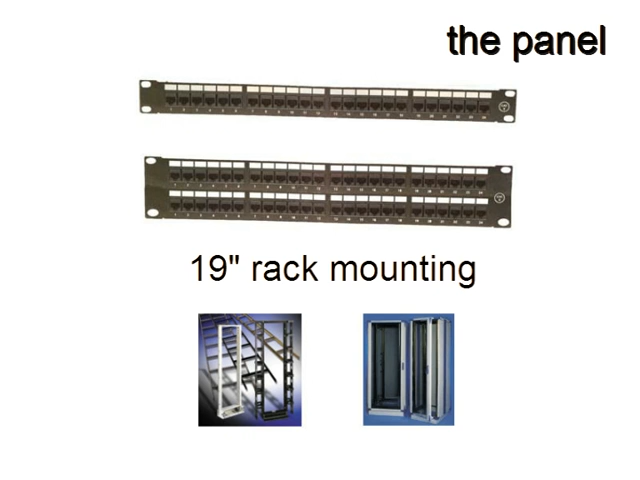 the panel
19" rack mounting